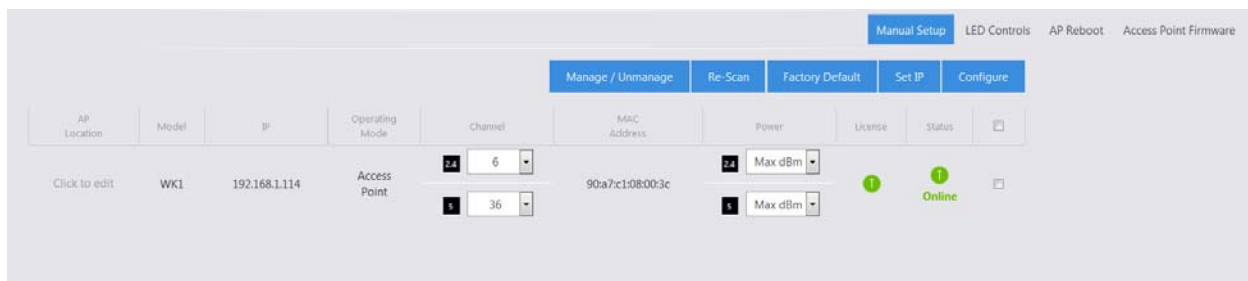 Manual Setup LED Controls AP Reboot Access Point Firmware
Manage / Unmanage Re-Scan Factory Default Set IP Configure
AP Location Model IP Operating Mode Channel MAC Address Power License Status
Click to edit WK1 192.168.1.114 Access Point 2.4 6 90:a7:c1:08:00:3c 2.4 Max dBm Online
5 36 5 Max dBm